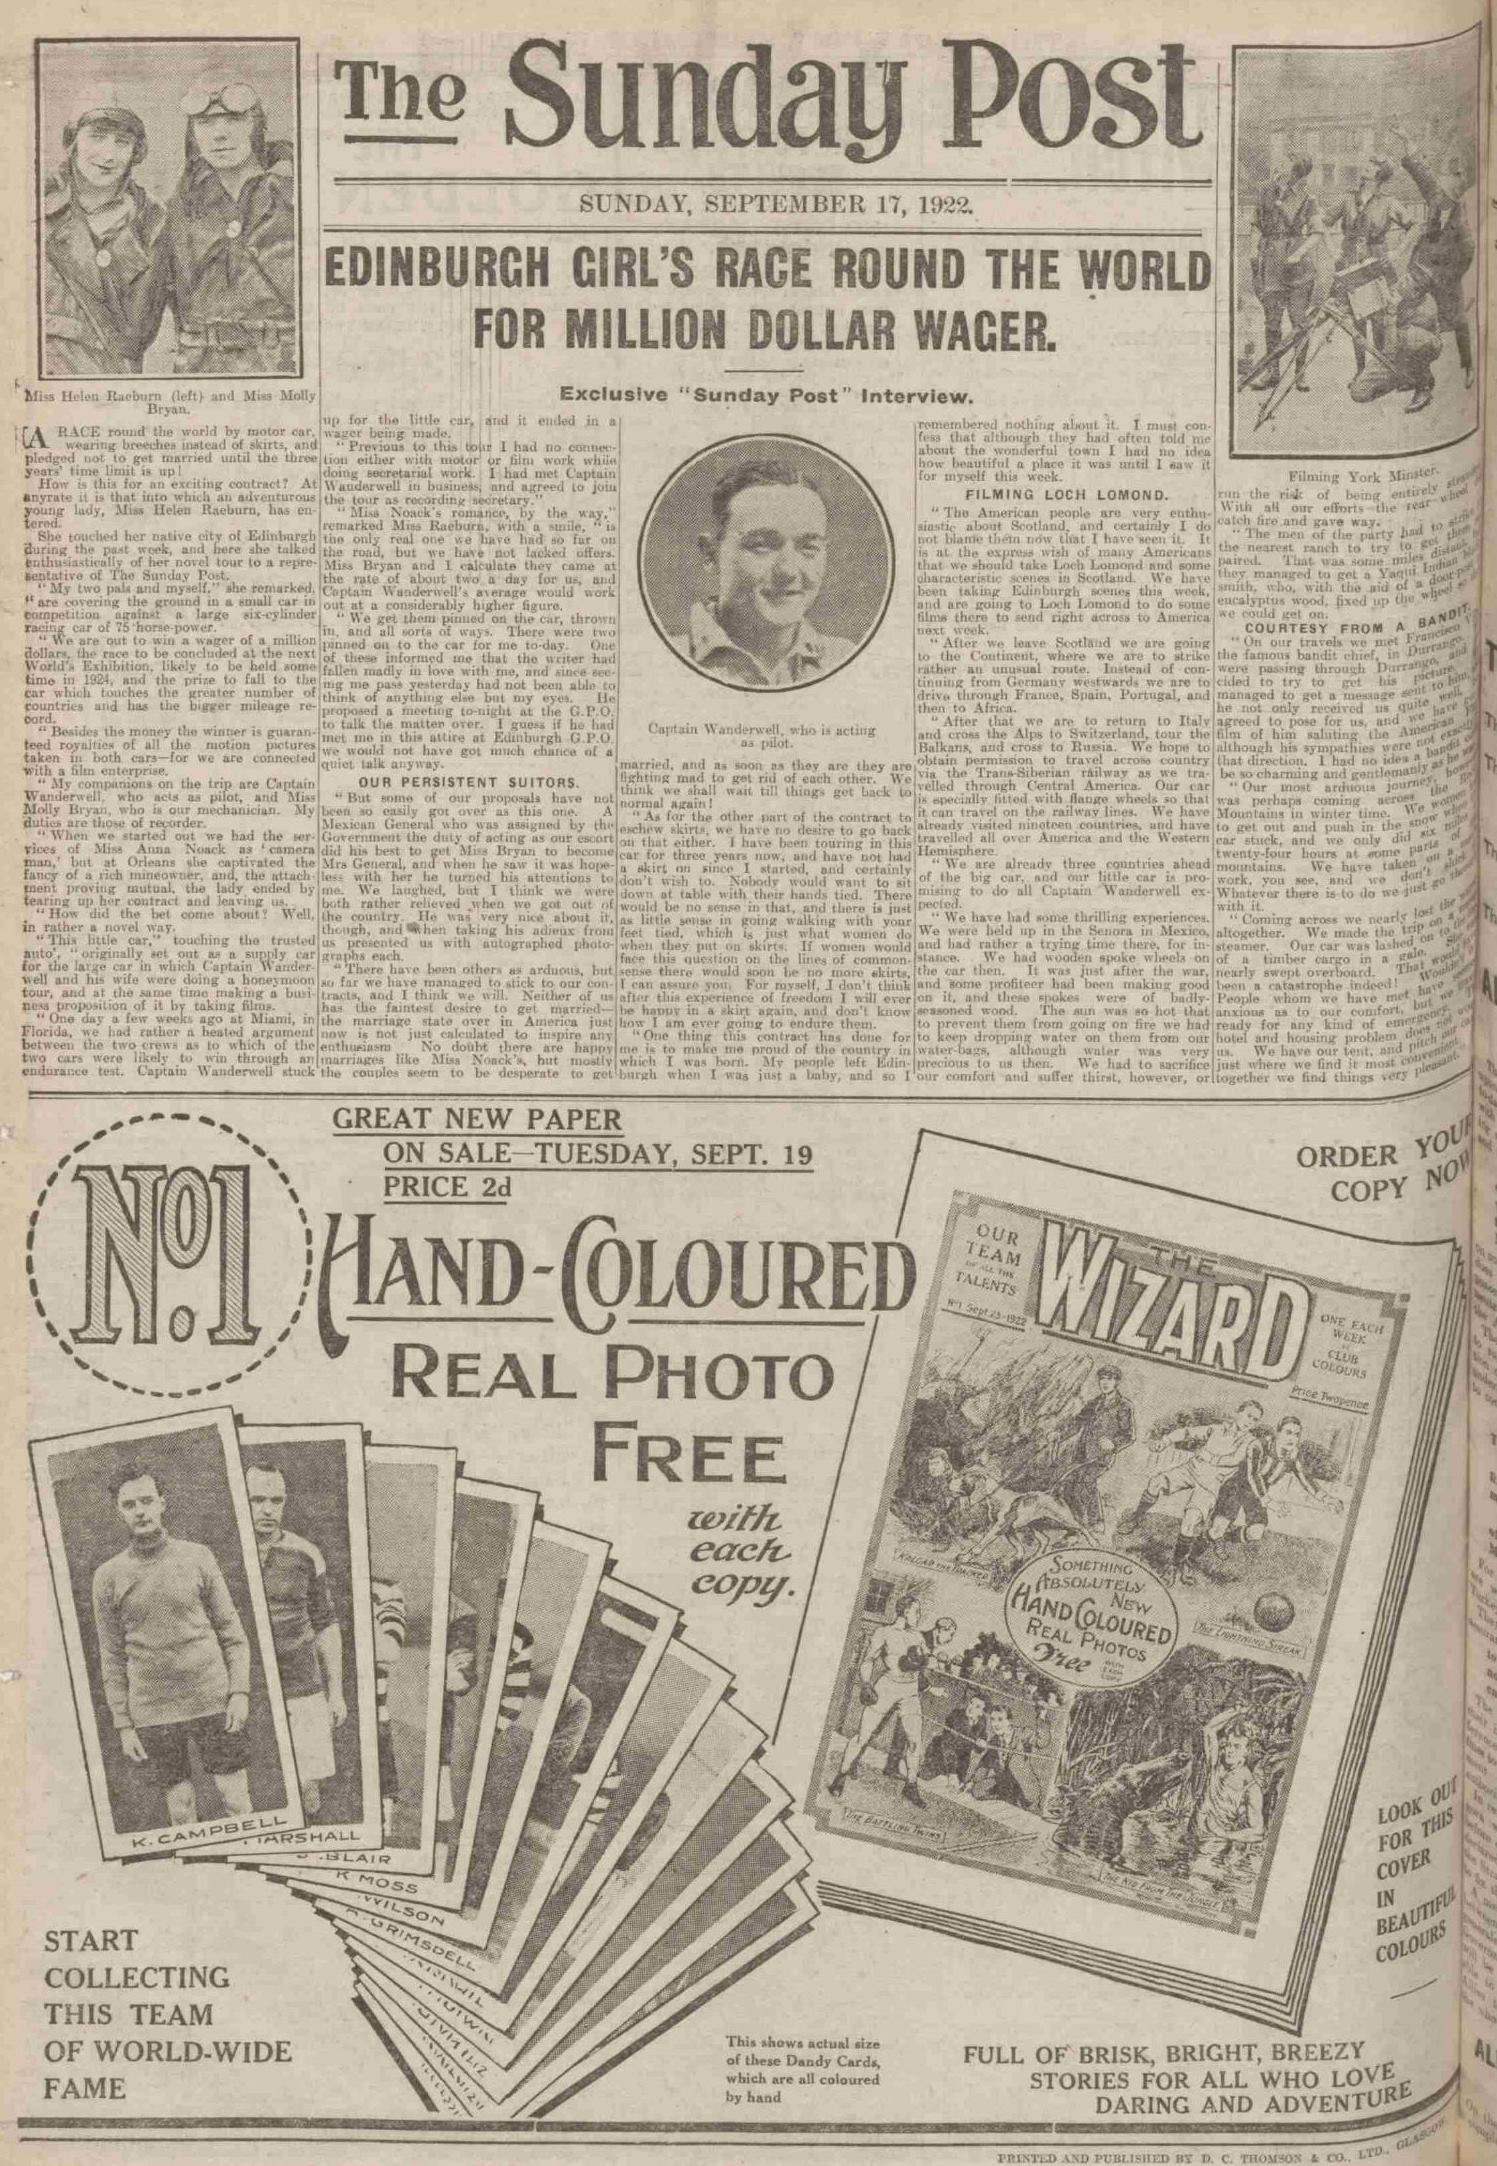 The Sunday Post
SUNDAY, SEPTEMBER 17, 1922.
EDINBURGH GIRL'S RACE ROUND THE WORLD
FOR MILLION DOLLAR WAGER.
Exclusive "Sunday Post" Interview.
Miss Helen Raeburn (left) and Miss Molly
Bryan.
A RACE round the world by motor car,
wearing breeches instead of skirts, and
pledged not to get married until the three
years' time limit is up!
How is this for an exciting contract? At
anyrate it is that into which an adventurous
young lady, Miss Helen Raeburn, has en-
tered.
She touched her native city of Edinburgh
during the past week, and here she talked
enthusiastically of her novel tour to a repre-
sentative of The Sunday Post.
"My two pals and myself," she remarked,
"are covering the ground in a small car in
competition against a large six-cylinder
racing car of 75 horse-power.
"We are out to win a wager of a million
dollars, the race to be concluded at the next
World's Exhibition, likely to be held some
time in 1924, and the prize to fall to the
car which touches the greater number of
countries and has the bigger mileage re-
cord.
"Besides the money the winner is guaran-
teed royalties of all the motion pictures
taken in both cars—for we are connected
with a film enterprise.
"My companions on the trip are Captain
Wanderwell, who acts as pilot, and Miss
Molly Bryan, who is our mechanician. My
duties are those of recorder.
"When we started out we had the ser-
vices of Miss Anna Noack as 'camera
man,' but at Orleans she captivated the
fancy of a rich mineowner, and, the attach-
ment proving mutual, the lady ended by
tearing up her contract and leaving us.
"How did the bet come about? Well,
in rather a novel way.
"This little car," touching the trusted
auto', "originally set out as a supply car
for the large car in which Captain Wander-
well and his wife were doing a honeymoon
tour, and at the same time making a busi-
ness proposition of it by taking films.
"One day a few weeks ago at Miami, in
Florida, we had rather a heated argument
between the two crews as to which of the
two cars were likely to win through an
endurance test. Captain Wanderwell stuck
up for the little car, and it ended in a
wager being made.
"Previous to this tour I had no connec-
tion either with motor or film work while
doing secretarial work. I had met Captain
Wanderwell in business, and agreed to join
the tour as recording secretary."
"Miss Noack's romance, by the way,"
remarked Miss Raeburn, with a smile, "is
the only real one we have had so far on
the road, but we have not lacked offers.
Miss Bryan and I calculate they came at
the rate of about two a day for us, and
Captain Wanderwell's average would work
out at a considerably higher figure.
"We get them pinned on the car, thrown
in, and all sorts of ways. There were two
pinned on to the car for me to-day. One
of these informed me that the writer had
fallen madly in love with me, and since see-
ing me pass yesterday had not been able to
think of anything else but my eyes. He
proposed a meeting to-night at the G.P.O.
to talk the matter over. I guess if he had
met me in this attire at Edinburgh G.P.O.
we would not have got much chance of a
quiet talk anyway.
OUR PERSISTENT SUITORS.
"But some of our proposals have not
been so easily got over as this one. A
Mexican General who was assigned by the
Government the duty of acting as our escort
did his best to get Miss Bryan to become
Mrs General, and when he saw it was hope-
less with her he turned his attentions to
me. We laughed, but I think we were
both rather relieved when we got out of
the country. He was very nice about it,
though, and when taking his adieux from
us presented us with autographed photo-
graphs each.
"There have been others as arduous, but
so far we have managed to stick to our con-
tracts, and I think we will. Neither of us
has the faintest desire to get married—
the marriage state over in America just
now is not just calculated to inspire any
enthusiasm No doubt there are happy
marriages like Miss Noack's, but mostly
the couples seem to be desperate to get
Captain Wanderwell, who is acting
as pilot.
married, and as soon as they are they are
fighting mad to get rid of each other. We
think we shall wait till things get back to
normal again!
"As for the other part of the contract to
eschew skirts, we have no desire to go back
on that either. I have been touring in this
car for three years now, and have not had
a skirt on since I started, and certainly
don't wish to. Nobody would want to sit
down at table with their hands tied. There
would be no sense in that, and there is just
as little sense in going walking with your
feet tied, which is just what women do
when they put on skirts. If women would
face this question on the lines of common-
sense there would soon be no more skirts,
I can assure you. For myself, I don't think
after this experience of freedom I will ever
be happy in a skirt again, and don't know
how I am ever going to endure them.
"One thing this contract has done for
me is to make me proud of the country in
which I was born. My people left Edin-
burgh when I was just a baby, and so I
remembered nothing about it. I must con-
fess that although they had often told me
about the wonderful town I had no idea
how beautiful a place it was until I saw it
for myself this week.
FILMING LOCH LOMOND.
"The American people are very enthu-
siastic about Scotland, and certainly I do
not blame them now that I have seen it. It
is at the express wish of many Americans
that we should take Loch Lomond and some
characteristic scenes in Scotland. We have
been taking Edinburgh scenes this week,
and are going to Loch Lomond to do some
films there to send right across to America
next week.
"After we leave Scotland we are going
to the Continent, where we are to strike
rather an unusual route. Instead of con-
tinuing from Germany westwards we are to
drive through France, Spain, Portugal, and
then to Africa.
"After that we are to return to Italy
and cross the Alps to Switzerland, tour the
Balkans, and cross to Russia. We hope to
obtain permission to travel across country
via the Trans-Siberian railway as we tra-
velled through Central America. Our car
is specially fitted with flange wheels so that
it can travel on the railway lines. We have
already visited nineteen countries, and have
travelled all over America and the Western
Hemisphere.
"We are already three countries ahead
of the big car, and our little car is pro-
mising to do all Captain Wanderwell ex-
pected.
"We have had some thrilling experiences.
We were held up in the Senora in Mexico,
and had rather a trying time there, for in-
stance. We had wooden spoke wheels on
the car then. It was just after the war,
and some profiteer had been making good
on it, and these spokes were of badly-
seasoned wood. The sun was so hot that
to prevent them from going on fire we had
to keep dropping water on them from our
water-bags, although water was very
precious to us then. We had to sacrifice
our comfort and suffer thirst, however, or
Filming York Minster.
run the risk of being entirely
With all our efforts the rear wheel
catch fire and gave way.
"The men of the party had to strike
the nearest ranch to try to get them
paired. That was some miles distant
they managed to get a Yaqui Indian
smith, who, with the aid of a door-post
eucalyptus wood, fixed up the wheel so
we could get on.
COURTESY FROM A BANDIT.
"On our travels we met Francisco
the famous bandit chief, in Durrango.
were passing through Durrango, and
cided to try to get his picture.
managed to get a message sent to him,
he not only received us quite well,
agreed to pose for us, and we have
film of him saluting the American
although his sympathies were not exactly
that direction. I had no idea a bandit
be so charming and gentlemanly as he
"Our most arduous journey, however,
was perhaps coming across the
Mountains in winter time. We women
to get out and push in the snow when
car stuck, and we only did six miles
twenty-four hours at some parts of
mountains. We have taken on a
work, you see, and we don't shirk
Whatever there is to do we just go
with it.
"Coming across we nearly lost the
altogether. We made the trip on a
steamer. Our car was lashed on to
of a timber cargo in a gale.
nearly swept overboard. That would
been a catastrophe indeed!
People whom we have met have
anxious as to our comfort, but we
ready for any kind of emergency.
hotel and housing problem does not
us. We have our tent, and pitch our
just where we find it most convenient.
together we find things very pleasant."
No.1
GREAT NEW PAPER
ON SALE—TUESDAY, SEPT. 19
PRICE 2d
HAND-COLOURED
REAL PHOTO
FREE
with
each
copy.
ORDER YOUR
COPY NOW
OUR
TEAM
OF ALL THE
TALENTS
No 1 Sept. 23-1922
THE
WIZARD
ONE EACH
WEEK
IN
CLUB
COLOURS
Price Twopence
KALGAR THE TRACKER
SOMETHING
ABSOLUTELY
NEW
HAND COLOURED
REAL PHOTOS
Free
WITH
EACH
COPY
THE LIGHTNING STREAK
THE BATTLING TWINS
THE KID FROM THE JUNGLE
K. CAMPBELL
MARSHALL
BLAIR
K MOSS
WILSON
GRIMSDELL
START
COLLECTING
THIS TEAM
OF WORLD-WIDE
FAME
This shows actual size
of these Dandy Cards,
which are all coloured
by hand
LOOK OUT
FOR THIS
COVER
IN
BEAUTIFUL
COLOURS
FULL OF BRISK, BRIGHT, BREEZY
STORIES FOR ALL WHO LOVE
DARING AND ADVENTURE
PRINTED AND PUBLISHED BY D. C. THOMSON & CO., LTD., GLASGOW